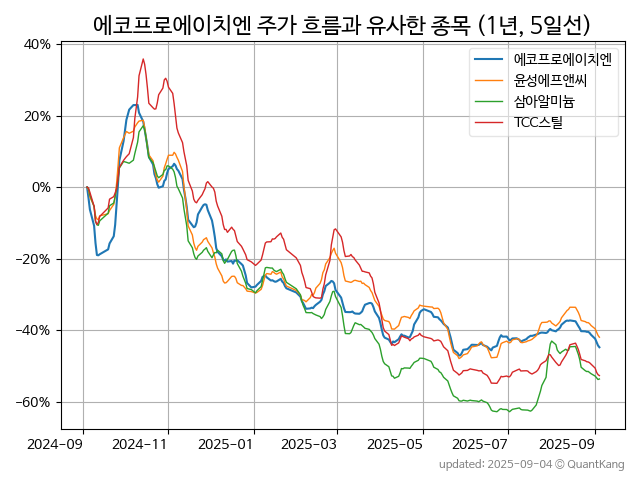 에코프로에이치엔 주가 흐름과 유사한 종목 (1년, 5일선)
에코프로에이치엔
윤성에프앤씨
삼아알미늄
TCC스틸
40%
20%
0%
−20%
−40%
−60%
2024-09 2024-11 2025-01 2025-03 2025-05 2025-07 2025-09
updated: 2025-09-04 © QuantKang